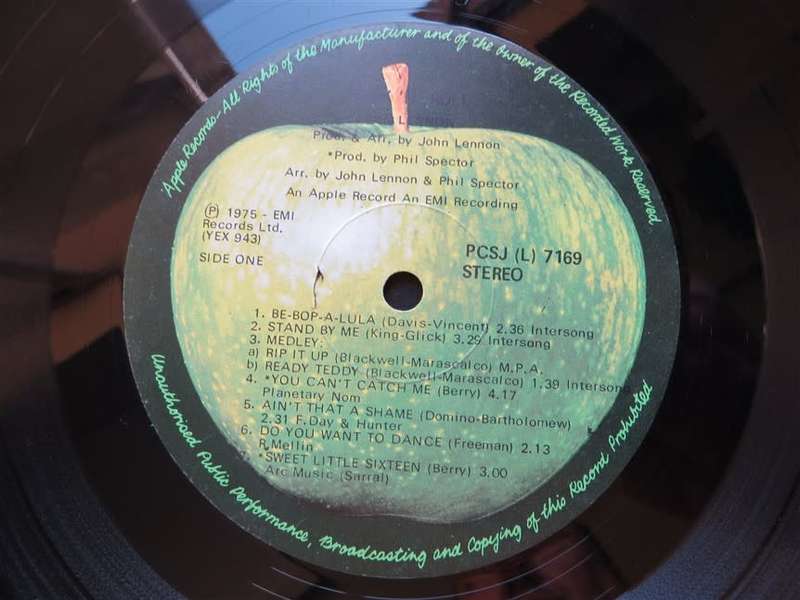 Apple Records-All Rights of the Manufacturer and of the Owner of the Recorded Work Reserved
Prod. & Arr. by John Lennon
*Prod. by Phil Spector
Arr. by John Lennon & Phil Spector
An Apple Record An EMI Recording
Ⓟ 1975 - EMI
Records Ltd.
(YEX 943)
SIDE ONE
PCSJ (L) 7169
STEREO
1. BE-BOP-A-LULA (Davis-Vincent) 2.36 Intersong
2. STAND BY ME (King-Glick) 3.29 Intersong
3. MEDLEY:
a) RIP IT UP (Blackwell-Marascalco) M.P.A.
b) READY TEDDY (Blackwell-Marascalco) 1.39 Intersong
4. *YOU CAN'T CATCH ME (Berry) 4.17
Planetary Nom
5. AIN'T THAT A SHAME (Domino-Bartholomew)
2.31 F.Day & Hunter
6. DO YOU WANT TO DANCE (Freeman) 2.13
R.Mellin
7. *SWEET LITTLE SIXTEEN (Berry) 3.00
Arc Music (Sarral)
Unauthorised Public Performance, Broadcasting and Copying of this Record Prohibited